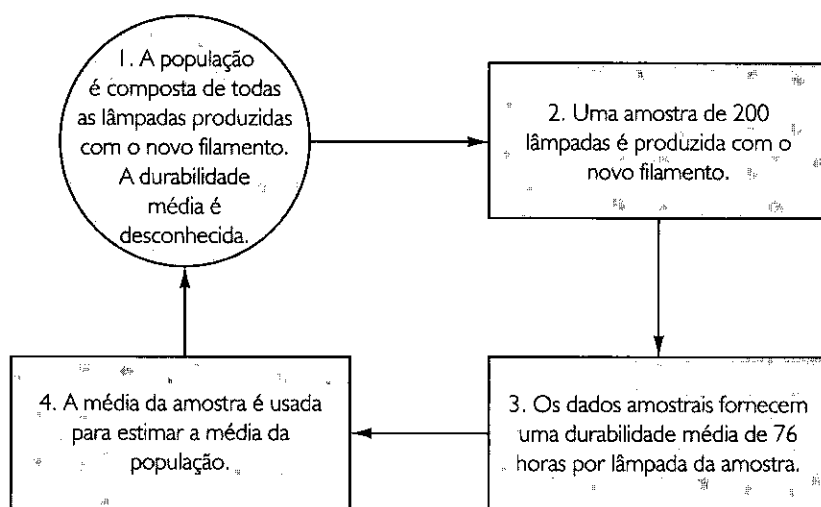 1. A população
é composta de todas
as lâmpadas produzidas
com o novo filamento.
A durabilidade
média é
desconhecida.
2. Uma amostra de 200
lâmpadas é produzida com o
novo filamento.
3. Os dados amostrais fornecem
uma durabilidade média de 76
horas por lâmpada da amostra.
4. A média da amostra é usada
para estimar a média da
população.